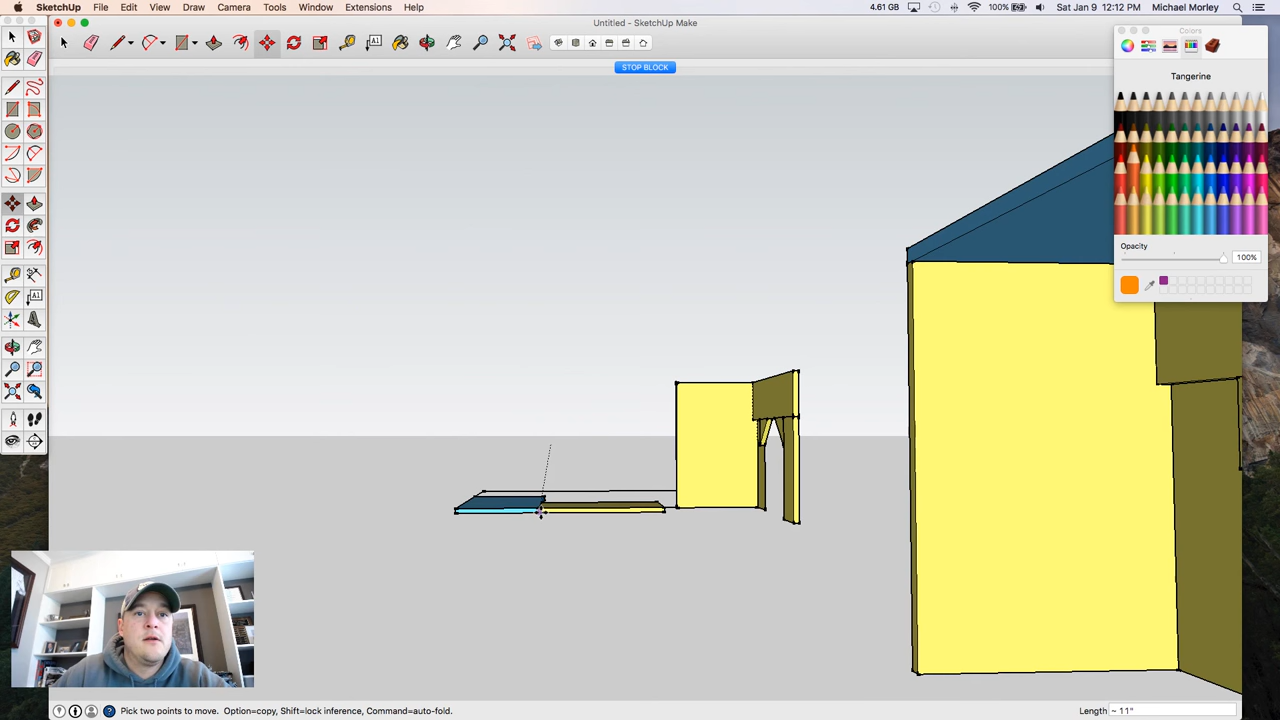 SketchUp File Edit View Draw Camera Tools Window Extensions Help 4.61 GB 100% Sat Jan 9 12:12 PM Michael Morley
Untitled - SketchUp Make
Colors
STOP BLOCK
Tangerine
Opacity
100%
Pick two points to move. Option=copy, Shift=lock inference, Command=auto-fold.
Length ~ 11"